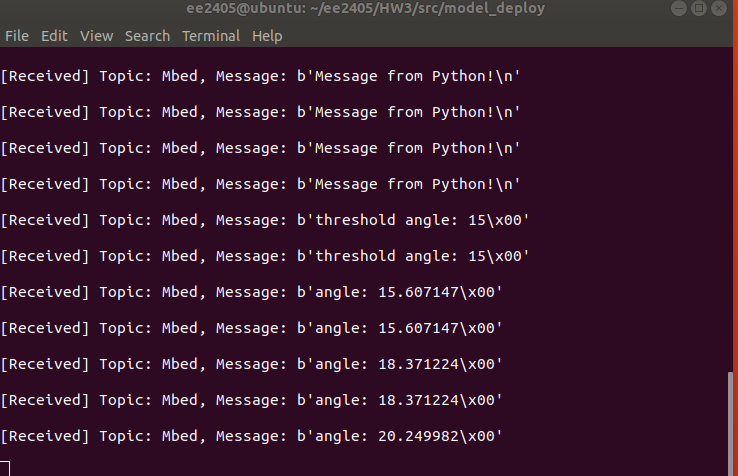 ee2405@ubuntu: ~/ee2405/HW3/src/model_deploy
File Edit View Search Terminal Help
[Received] Topic: Mbed, Message: b'Message from Python!\n'
[Received] Topic: Mbed, Message: b'Message from Python!\n'
[Received] Topic: Mbed, Message: b'Message from Python!\n'
[Received] Topic: Mbed, Message: b'Message from Python!\n'
[Received] Topic: Mbed, Message: b'threshold angle: 15\x00'
[Received] Topic: Mbed, Message: b'threshold angle: 15\x00'
[Received] Topic: Mbed, Message: b'angle: 15.607147\x00'
[Received] Topic: Mbed, Message: b'angle: 15.607147\x00'
[Received] Topic: Mbed, Message: b'angle: 18.371224\x00'
[Received] Topic: Mbed, Message: b'angle: 18.371224\x00'
[Received] Topic: Mbed, Message: b'angle: 20.249982\x00'